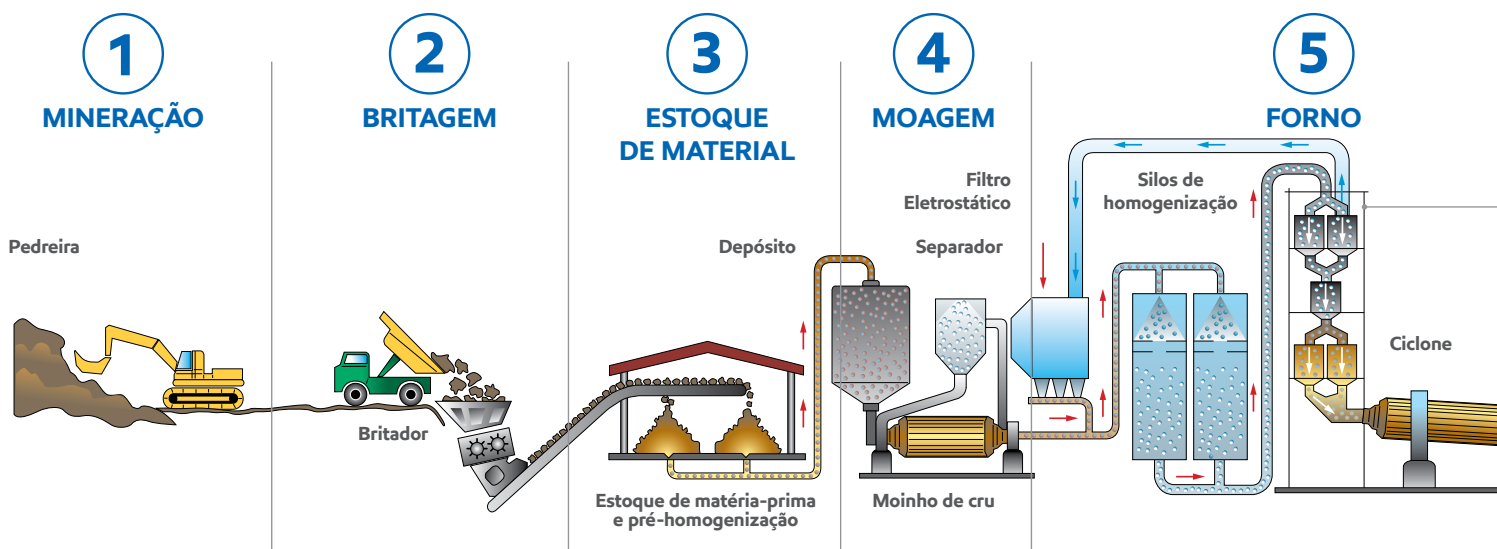 1
MINERAÇÃO
Pedreira
2
BRITAGEM
Britador
3
ESTOQUE
DE MATERIAL
Depósito
Estoque de matéria-prima
e pré-homogenização
4
MOAGEM
Filtro
Eletrostático
Separador
Moinho de cru
5
FORNO
Silos de
homogenização
Ciclone